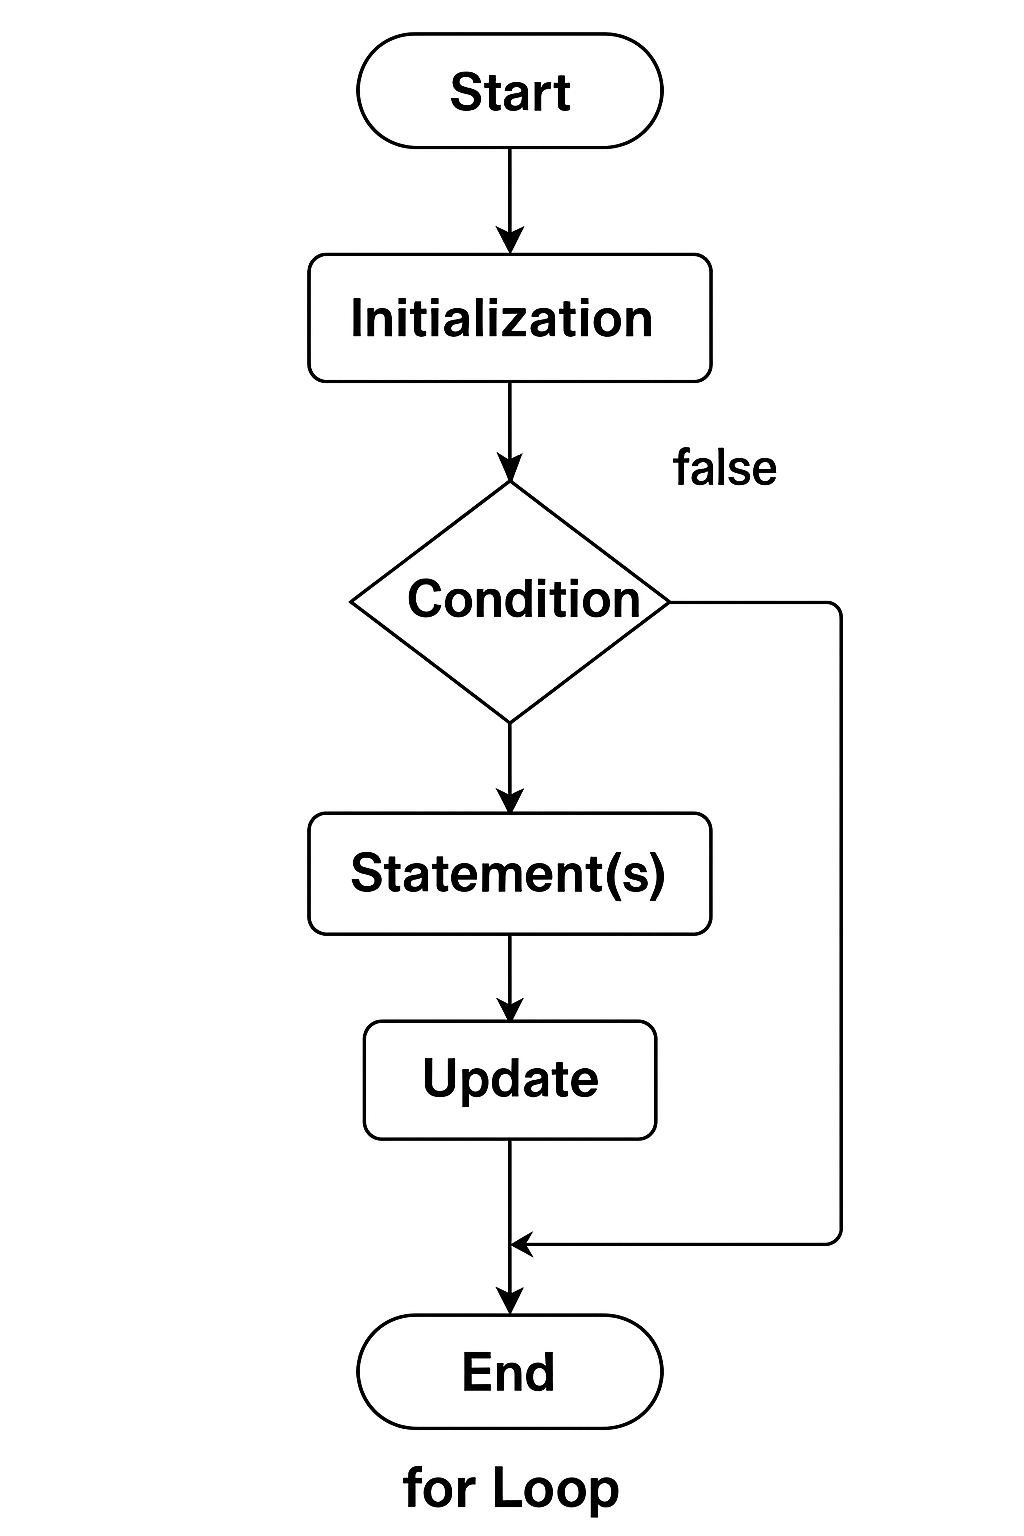 Start
Initialization
false
Condition
Statement(s)
Update
End
for Loop